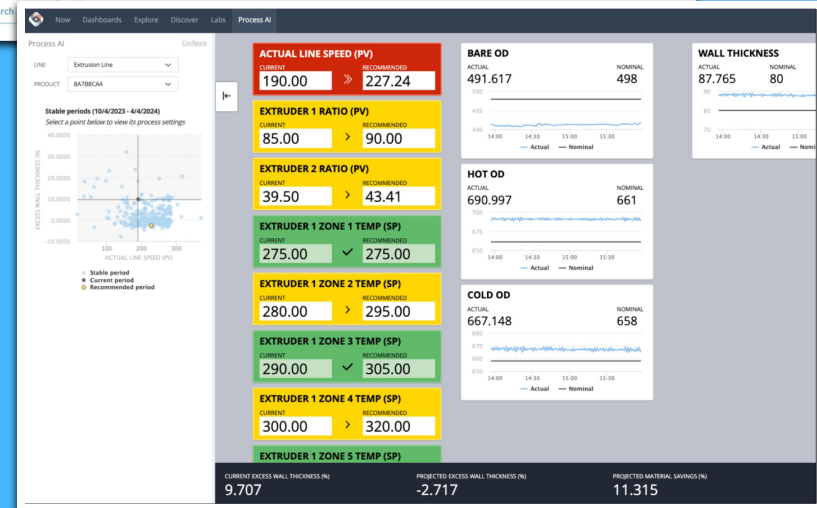 rch
Now Dashboards Explore Discover Labs Process AI
Process AI Configure
LINE Extrusion Line
PRODUCT 8A7B8CA4
Stable periods (10/4/2023 - 4/4/2024)
Select a point below to view its process settings
EXCESS WALL THICKNESS (%)
40.0000
30.0000
20.0000
10.0000
0.0000
-10.0000
100 200 300
ACTUAL LINE SPEED (PV)
Stable period
Current period
Recommended period
ACTUAL LINE SPEED (PV)
CURRENT RECOMMENDED
190.00 » 227.24
EXTRUDER 1 RATIO (PV)
CURRENT RECOMMENDED
85.00 > 90.00
EXTRUDER 2 RATIO (PV)
CURRENT RECOMMENDED
39.50 > 43.41
EXTRUDER 1 ZONE 1 TEMP (SP)
CURRENT RECOMMENDED
275.00 ✓ 275.00
EXTRUDER 1 ZONE 2 TEMP (SP)
CURRENT RECOMMENDED
280.00 > 295.00
EXTRUDER 1 ZONE 3 TEMP (SP)
CURRENT RECOMMENDED
290.00 ✓ 305.00
EXTRUDER 1 ZONE 4 TEMP (SP)
CURRENT RECOMMENDED
300.00 > 320.00
EXTRUDER 1 ZONE 5 TEMP (SP)
BARE OD
ACTUAL NOMINAL
491.617 498
500
495
490
14:00 14:30 15:00 15:30
Actual Nominal
HOT OD
ACTUAL NOMINAL
690.997 661
700
675
650
14:00 14:30 15:00 15:30
Actual Nominal
COLD OD
ACTUAL NOMINAL
667.148 658
680
670
660
650
14:00 14:30 15:00 15:30
Actual Nominal
WALL THICKNESS
ACTUAL NOMINAL
87.765 80
90
80
70
14:00 14:30 15:00
Actual Nomi
CURRENT EXCESS WALL THICKNESS (%) PROJECTED EXCESS WALL THICKNESS (%) PROJECTED MATERIAL SAVINGS (%)
9.707 -2.717 11.315